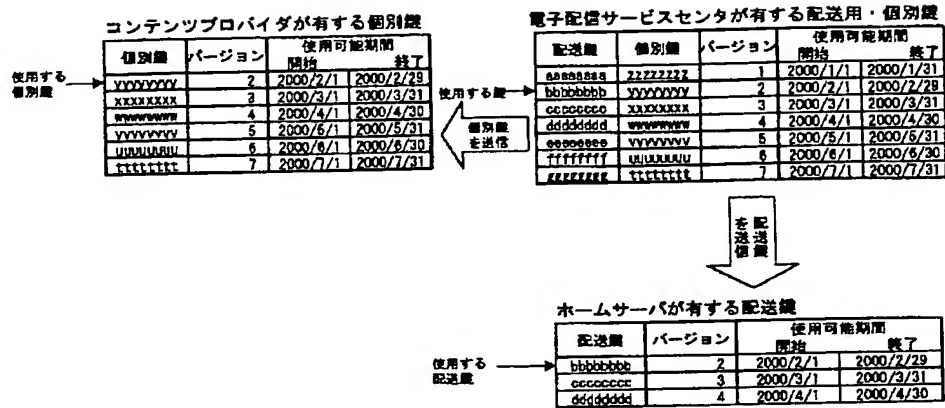 コンテンツプロバイダが有する個別鍵
個別鍵 バージョン 使用可能期間
開始 終了
yyyyyyyy 2 2000/2/1 2000/2/29
xxxxxxxx 3 2000/3/1 2000/3/31
wwwwwwww 4 2000/4/1 2000/4/30
vvvvvvvv 5 2000/5/1 2000/5/31
uuuuuuuu 6 2000/6/1 2000/6/30
tttttttt 7 2000/7/1 2000/7/31
使用する
個別鍵
電子配信サービスセンタが有する配送用・個別鍵
配送鍵 個別鍵 バージョン 使用可能期間
開始 終了
aaaaaaaa zzzzzzzz 1 2000/1/1 2000/1/31
bbbbbbbb yyyyyyyy 2 2000/2/1 2000/2/29
cccccccc xxxxxxxx 3 2000/3/1 2000/3/31
dddddddd wwwwwwww 4 2000/4/1 2000/4/30
eeeeeeee vvvvvvvv 5 2000/5/1 2000/5/31
ffffffff uuuuuuuu 6 2000/6/1 2000/6/30
gggggggg tttttttt 7 2000/7/1 2000/7/31
使用する鍵
個別鍵
を送信
配送鍵
を送信
ホームサーバが有する配送鍵
配送鍵 バージョン 使用可能期間
開始 終了
bbbbbbbb 2 2000/2/1 2000/2/29
cccccccc 3 2000/3/1 2000/3/31
dddddddd 4 2000/4/1 2000/4/30
使用する
配送鍵